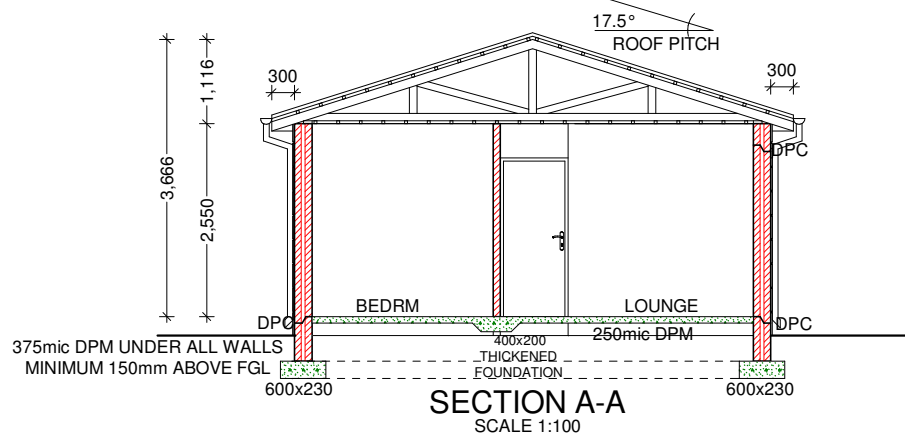 17.5°
ROOF PITCH
300
300
1,116
3,666
2,550
DPC
BEDRM
LOUNGE
DPC
DPC
250mic DPM
375mic DPM UNDER ALL WALLS
MINIMUM 150mm ABOVE FGL
400x200
THICKENED
FOUNDATION
600x230
600x230
SECTION A-A
SCALE 1:100